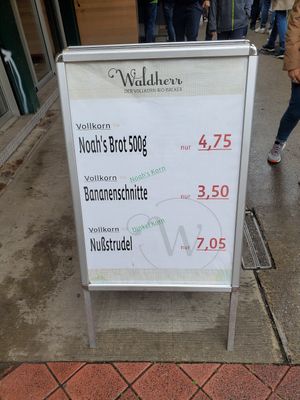 Waldherr
DER VOLLKORN-BIO-BÄCKER
Vollkorn
Noah's Brot 500g nur 4,75
Vollkorn Noah's Korn
Bananenschnitte nur 3,50
Vollkorn Dinkel Korn
Nußstrudel nur 7,05
W